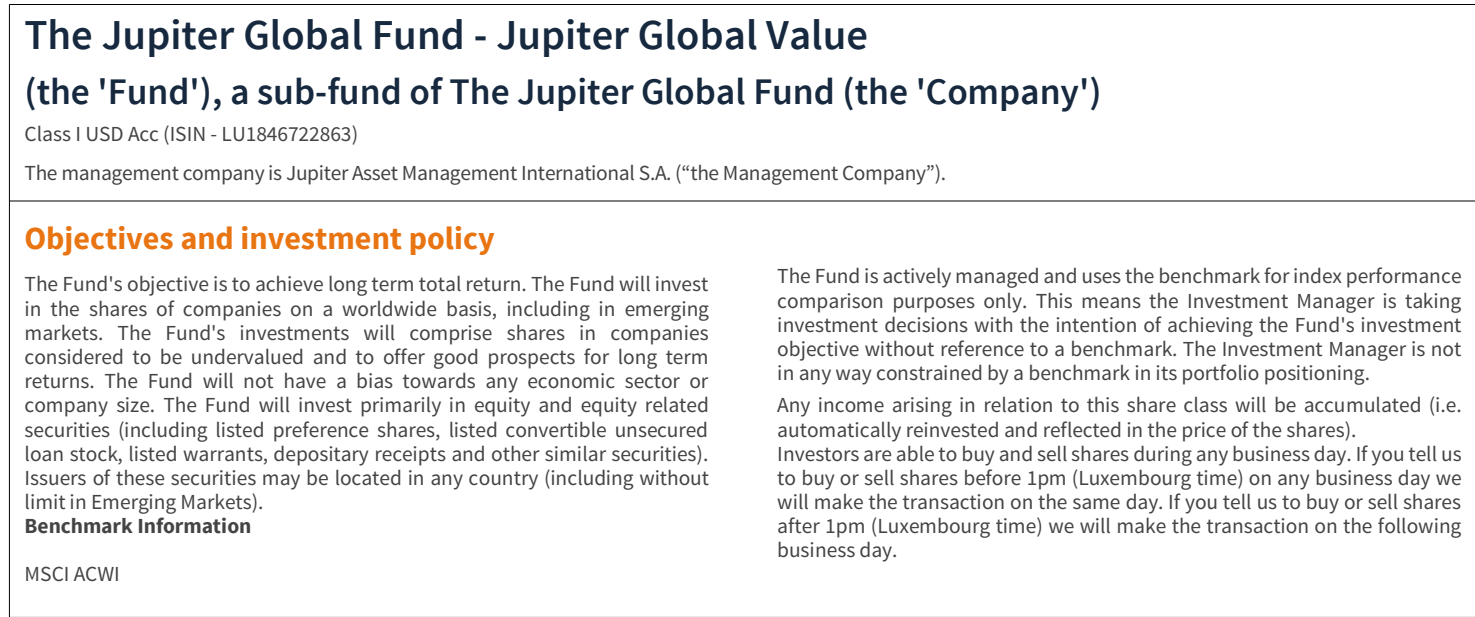 The Jupiter Global Fund - Jupiter Global Value
(the 'Fund'), a sub-fund of The Jupiter Global Fund (the 'Company')
Class I USD Acc (ISIN - LU1846722863)
The management company is Jupiter Asset Management International S.A. (“the Management Company”).
Objectives and investment policy
The Fund's objective is to achieve long term total return. The Fund will invest
in the shares of companies on a worldwide basis, including in emerging
markets. The Fund's investments will comprise shares in companies
considered to be undervalued and to offer good prospects for long term
returns. The Fund will not have a bias towards any economic sector or
company size. The Fund will invest primarily in equity and equity related
securities (including listed preference shares, listed convertible unsecured
loan stock, listed warrants, depositary receipts and other similar securities).
Issuers of these securities may be located in any country (including without
limit in Emerging Markets).
Benchmark Information
MSCI ACWI
The Fund is actively managed and uses the benchmark for index performance
comparison purposes only. This means the Investment Manager is taking
investment decisions with the intention of achieving the Fund's investment
objective without reference to a benchmark. The Investment Manager is not
in any way constrained by a benchmark in its portfolio positioning.
Any income arising in relation to this share class will be accumulated (i.e.
automatically reinvested and reflected in the price of the shares).
Investors are able to buy and sell shares during any business day. If you tell us
to buy or sell shares before 1pm (Luxembourg time) on any business day we
will make the transaction on the same day. If you tell us to buy or sell shares
after 1pm (Luxembourg time) we will make the transaction on the following
business day.